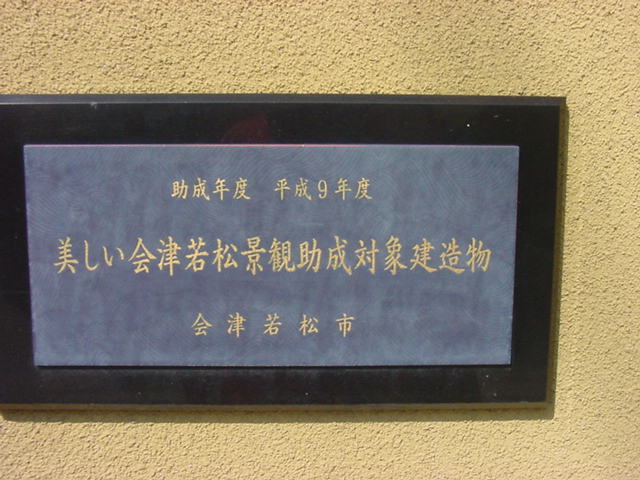 助成年度　平成9年度
美しい会津若松景観助成対象建造物
会津若松市